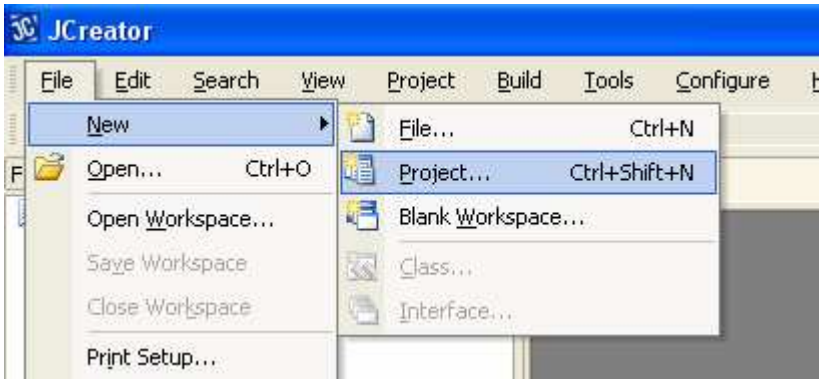 JCreator
File Edit Search View Project Build Tools Configure
New
File... Ctrl+N
Open... Ctrl+O
Project... Ctrl+Shift+N
Open Workspace...
Blank Workspace...
Save Workspace
Class...
Close Workspace
Interface...
Print Setup...